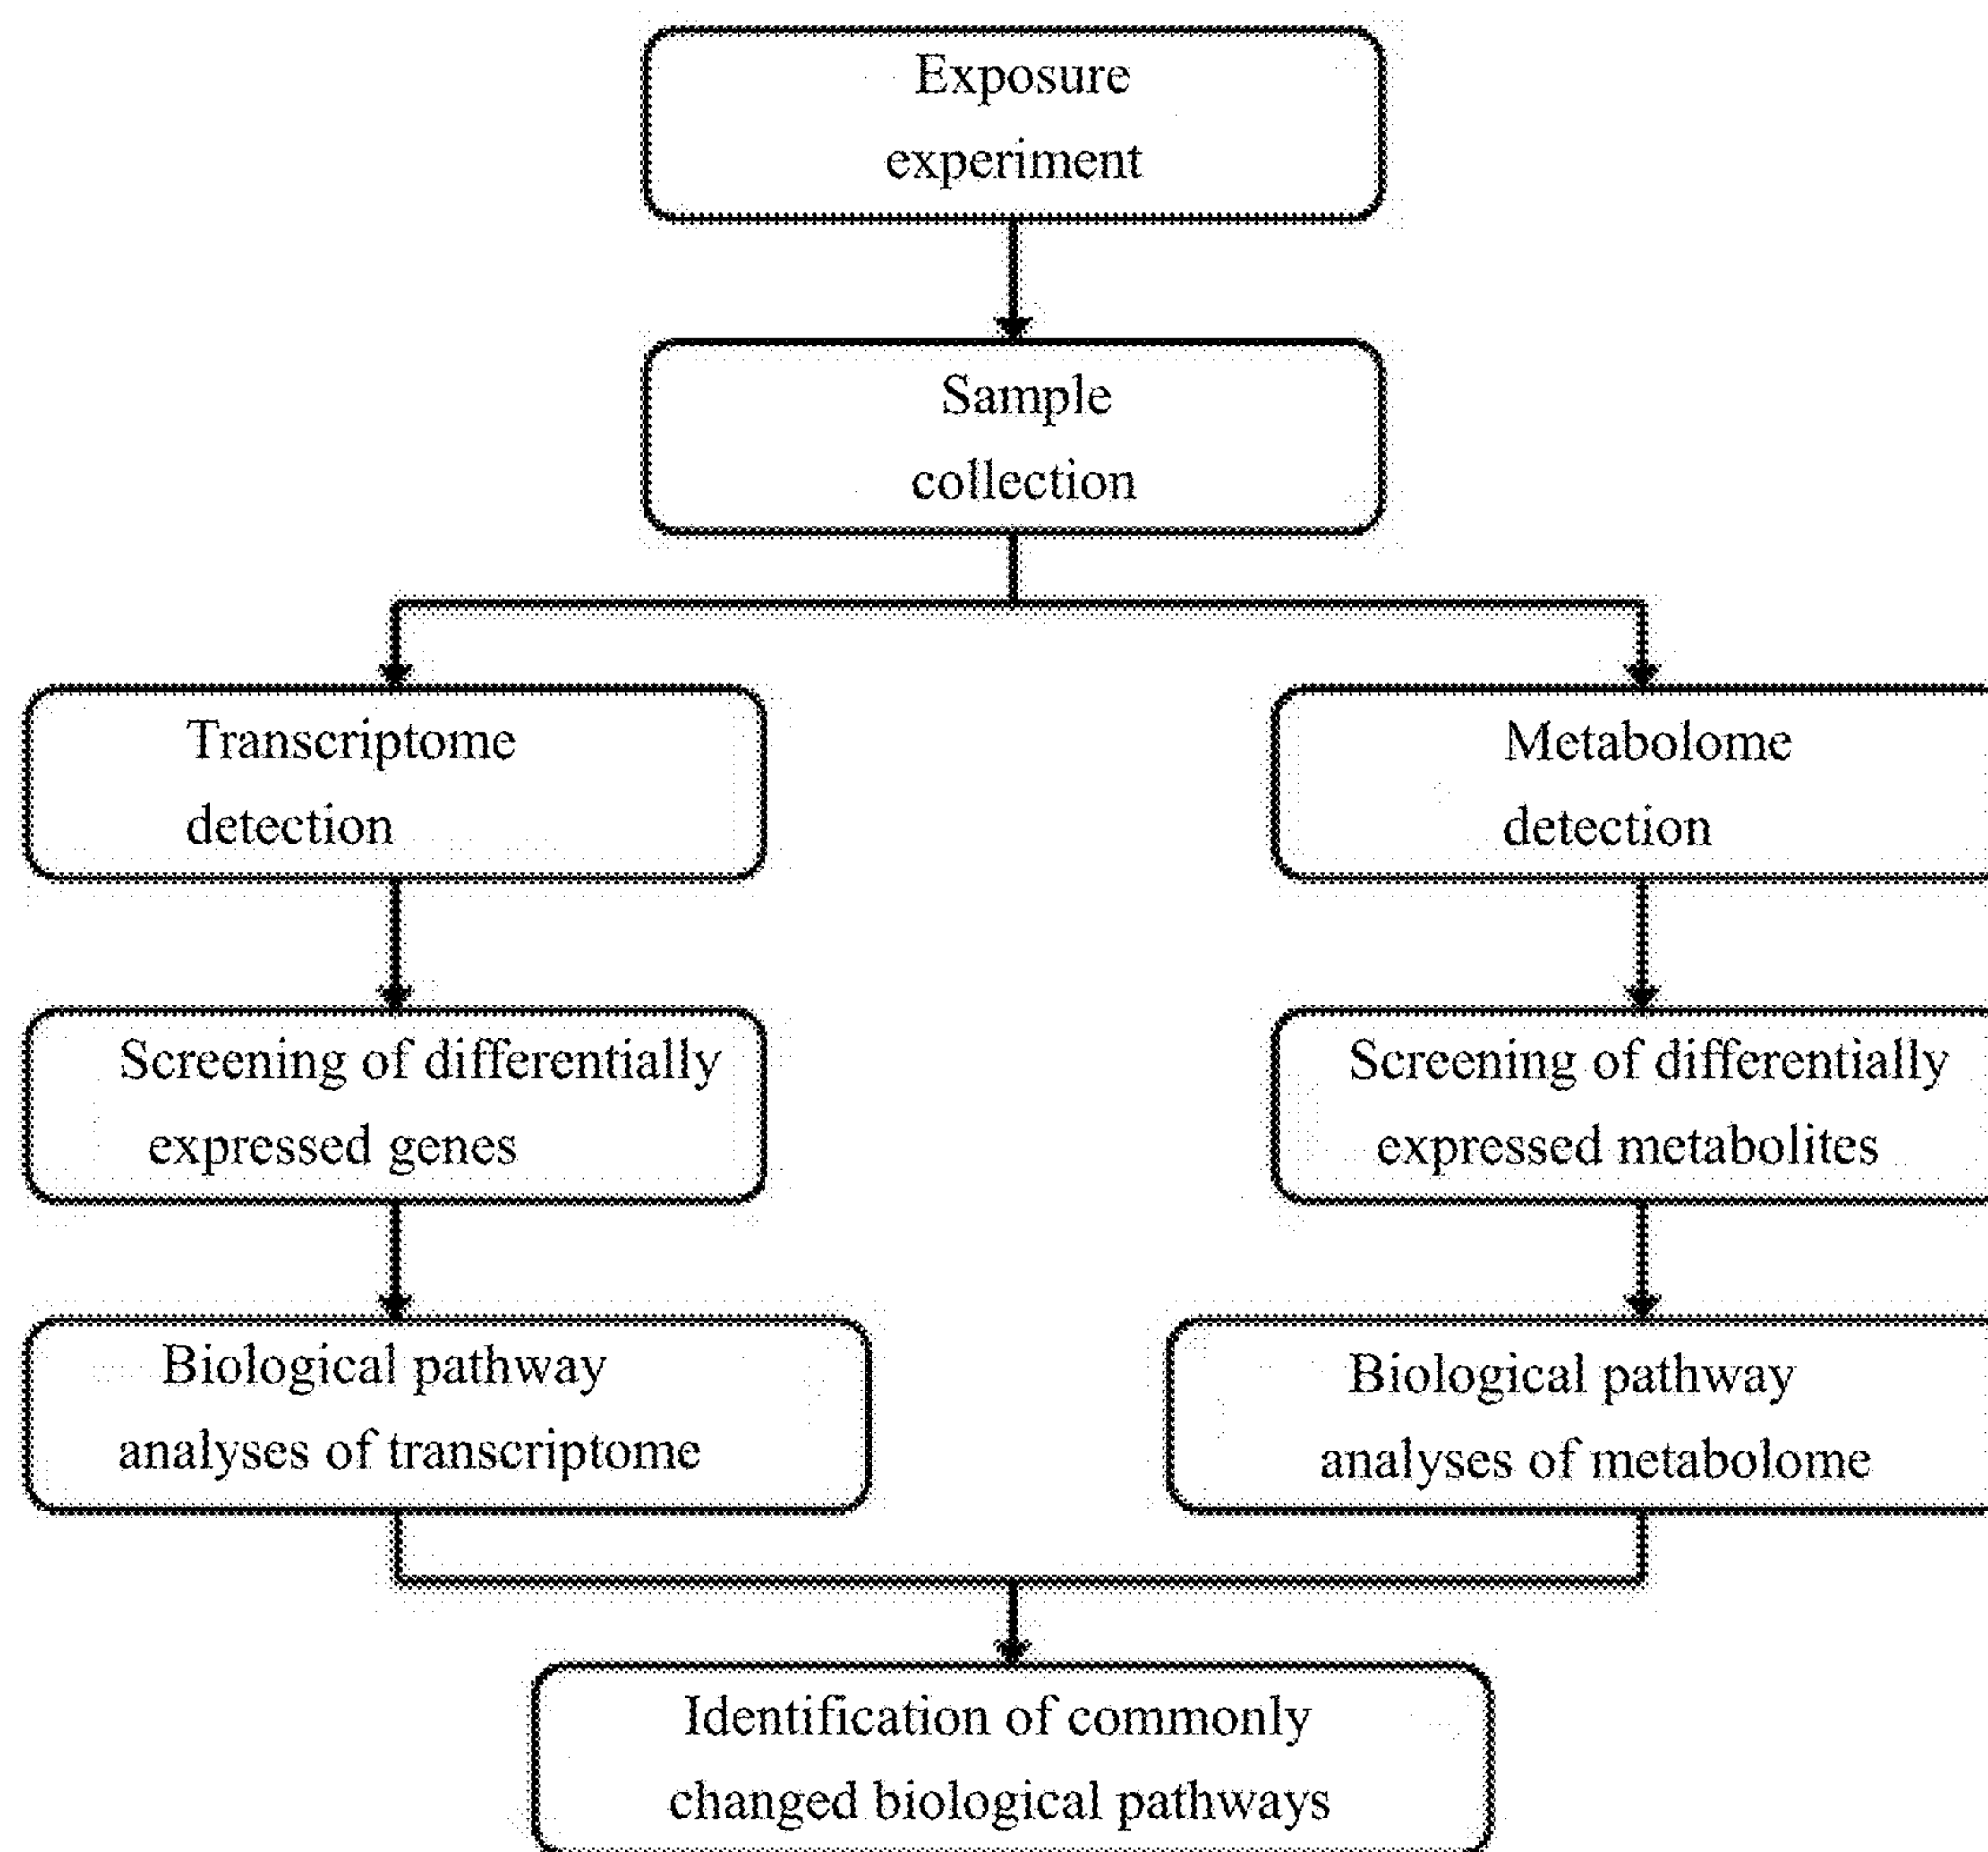 Exposure
experiment
Sample
collection
Transcriptome
detection
Metabolome
detection
Screening of differentially
expressed genes
Screening of differentially
expressed metabolites
Biological pathway
analyses of transcriptome
Biological pathway
analyses of metabolome
Identification of commonly
changed biological pathways